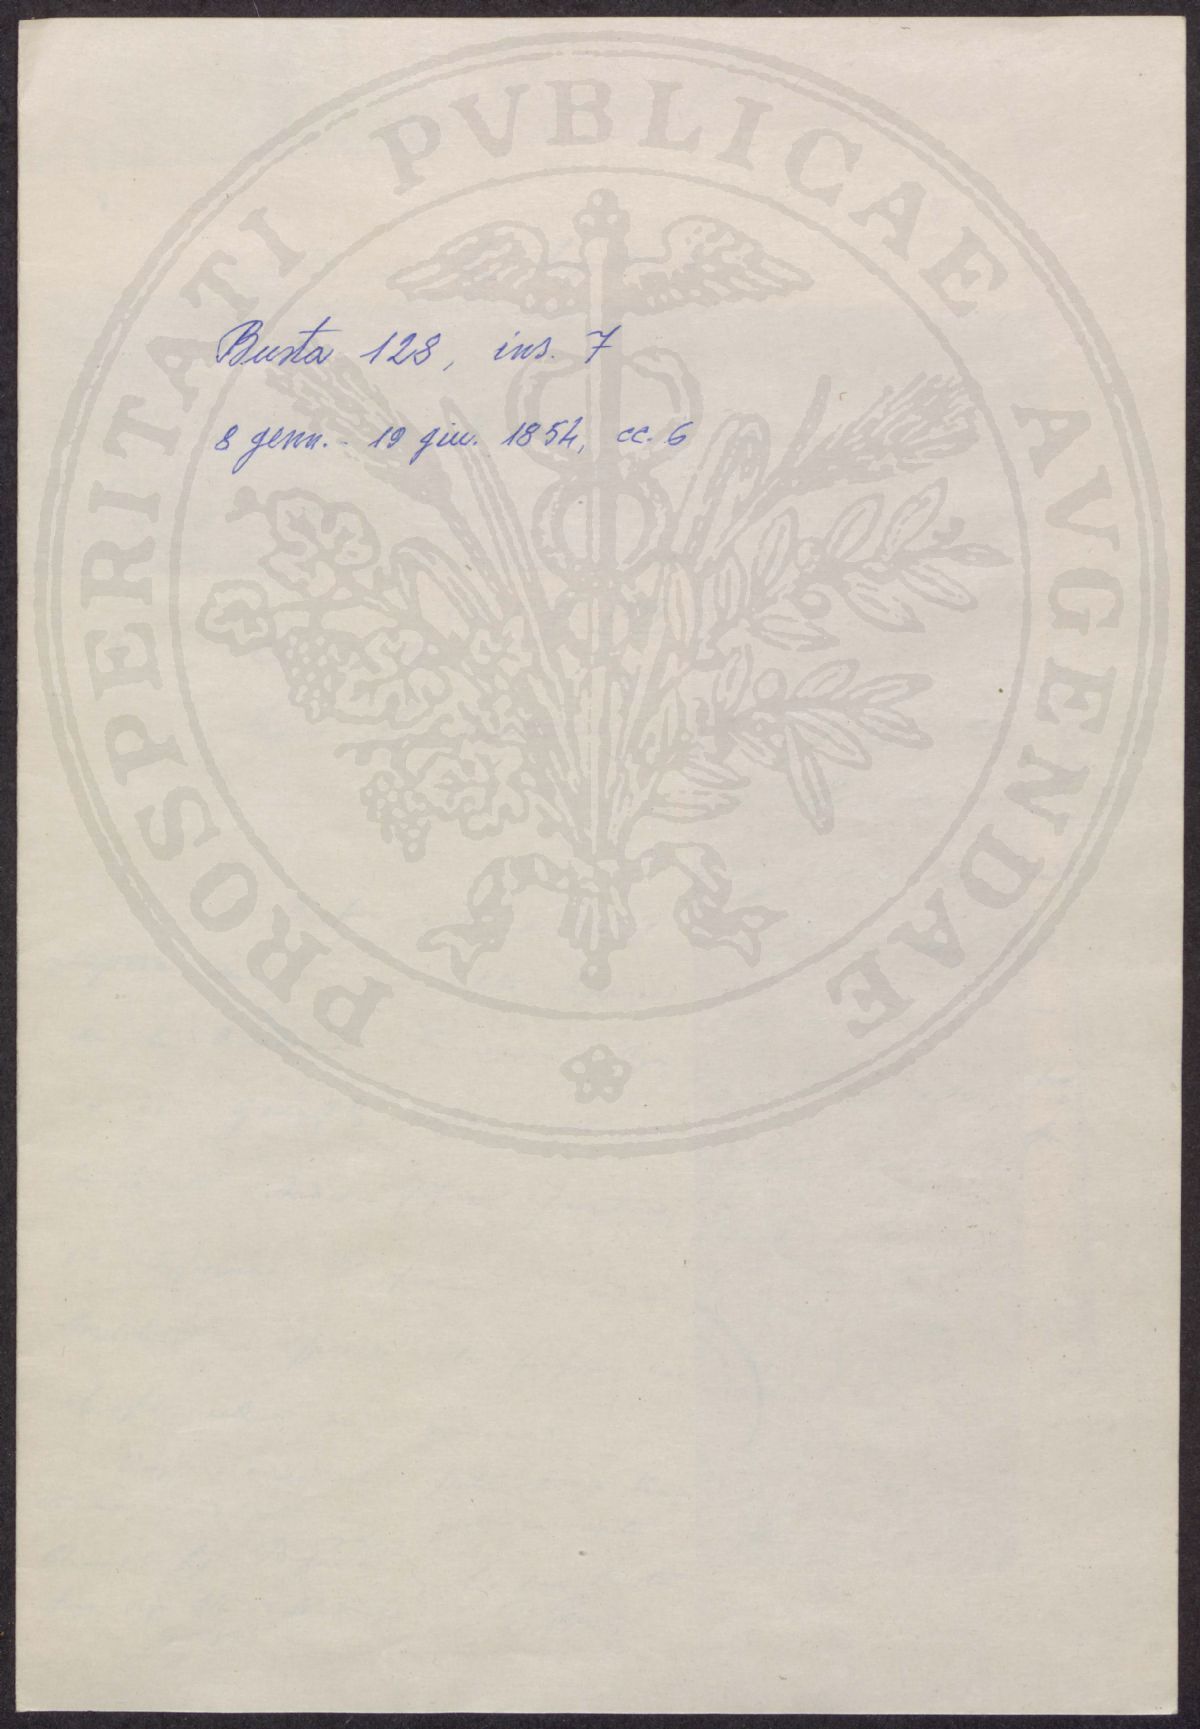 Busta 128, ins. 7
8 genn. - 19 giu. 1854, cc. 6
PROSPERITATI PVBLICAE AVGENDAE